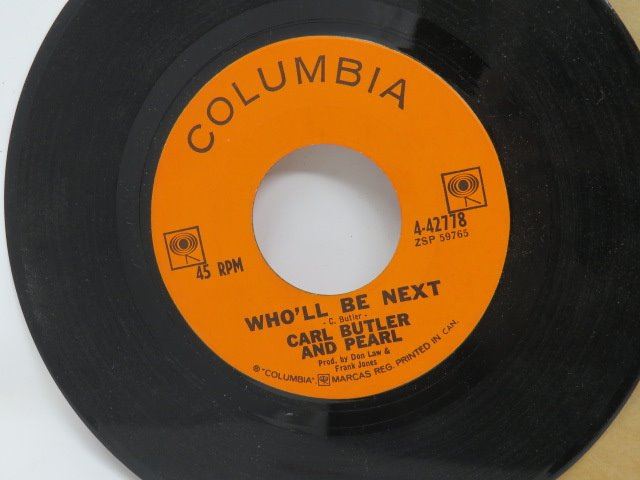 COLUMBIA
4-42778
ZSP 59765
45 RPM
WHO'LL BE NEXT
- C. Butler -
CARL BUTLER
AND PEARL
Prod. by Don Law &
Frank Jones
® "COLUMBIA", MARCAS REG. PRINTED IN CAN.